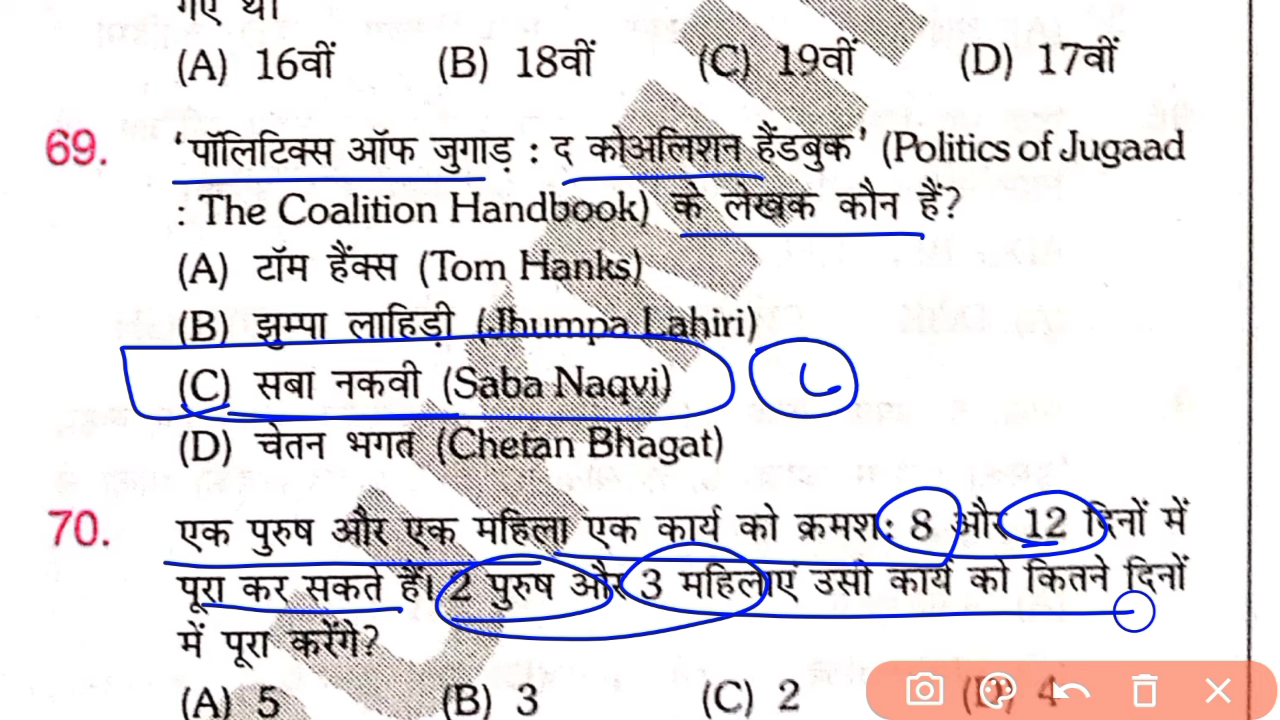 गए था
(A) 16वीं (B) 18वीं (C) 19वीं (D) 17वीं
69. 'पॉलिटिक्स ऑफ जुगाड़ : द कोअलिशन हैंडबुक' (Politics of Jugaad
: The Coalition Handbook) के लेखक कौन हैं?
(A) टॉम हैंक्स (Tom Hanks)
(B) झुम्पा लाहिड़ी (Jhumpa Lahiri)
(C) सबा नकवी (Saba Naqvi)
(D) चेतन भगत (Chetan Bhagat)
70. एक पुरुष और एक महिला एक कार्य को क्रमश: 8 और 12 दिनों में
पूरा कर सकते हैं। 2 पुरुष और 3 महिलाएं उसी कार्य को कितने दिनों
में पूरा करेंगे?
(A) 5 (B) 3 (C) 2 (D) 4